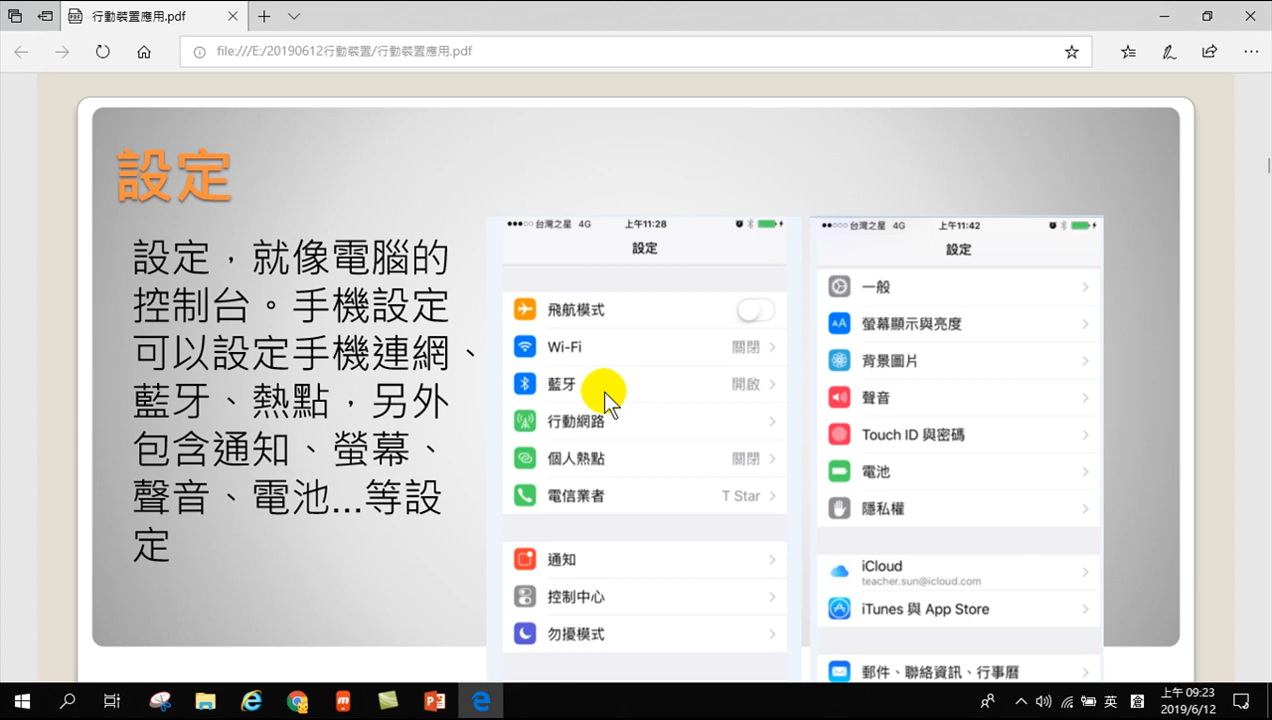 行動裝置應用.pdf
file:///E:/20190612行動裝置/行動裝置應用.pdf
設定
設定，就像電腦的
控制台。手機設定
可以設定手機連網、
藍牙、熱點，另外
包含通知、螢幕、
聲音、電池...等設
定
台灣之星 4G 上午11:28
設定
飛航模式
Wi-Fi 關閉
藍牙 開啟
行動網路
個人熱點 關閉
電信業者 T Star
通知
控制中心
勿擾模式
台灣之星 4G 上午11:42
設定
一般
AA 螢幕顯示與亮度
背景圖片
聲音
Touch ID 與密碼
電池
隱私權
iCloud
teacher.sun@icloud.com
iTunes 與 App Store
郵件、聯絡資訊、行事曆
英
倉
上午 09:23
2019/6/12